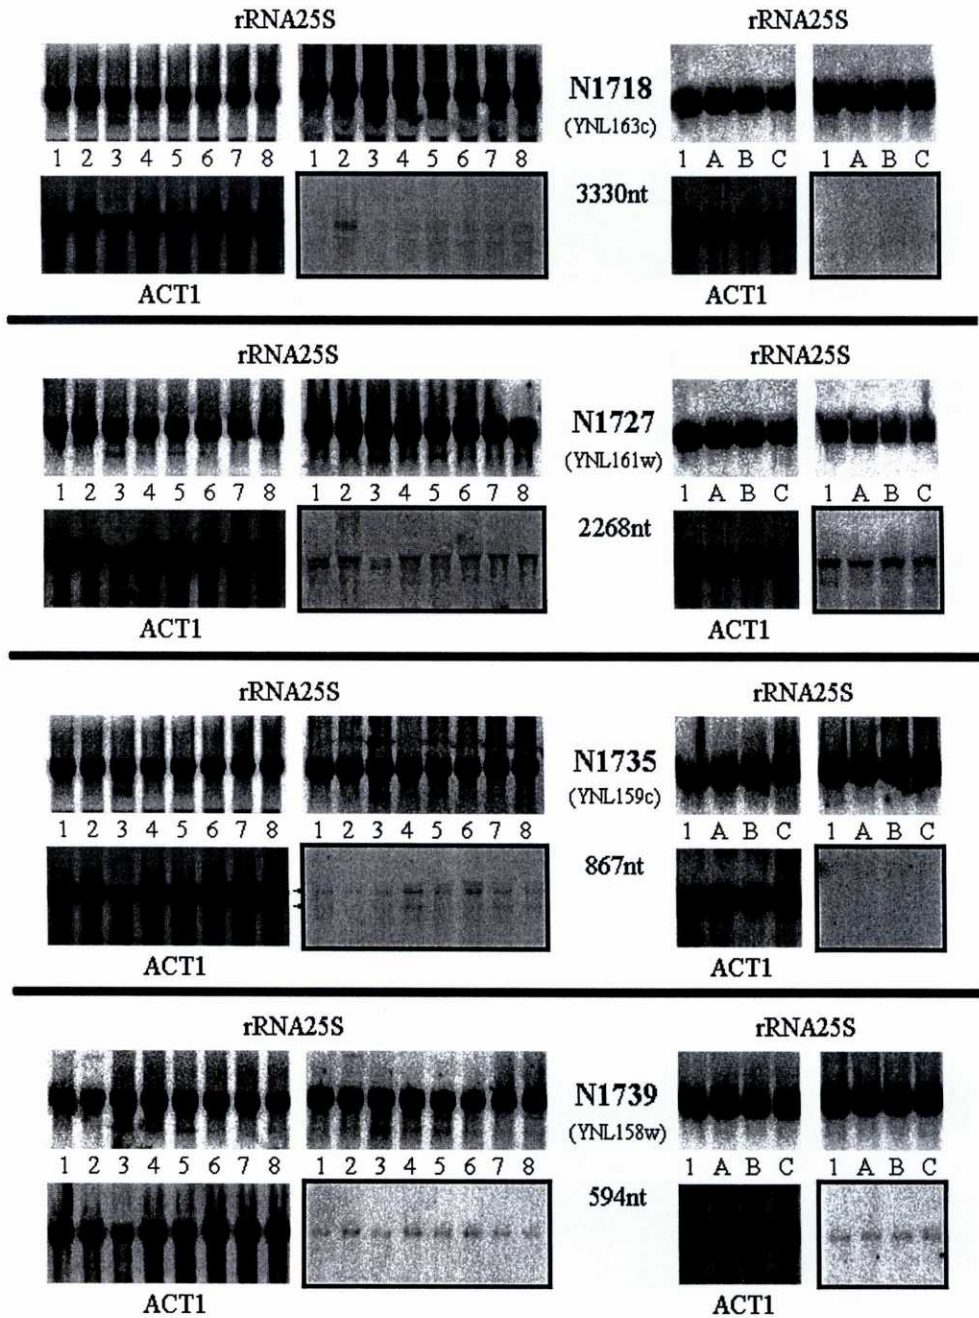 rRNA25S rRNA25S
N1718
(YNL163c)
1 2 3 4 5 6 7 8 1 2 3 4 5 6 7 8 1 A B C 1 A B C
3330nt
ACT1 ACT1
rRNA25S rRNA25S
N1727
(YNL161w)
1 2 3 4 5 6 7 8 1 2 3 4 5 6 7 8 1 A B C 1 A B C
2268nt
ACT1 ACT1
rRNA25S rRNA25S
N1735
(YNL159c)
1 2 3 4 5 6 7 8 1 2 3 4 5 6 7 8 1 A B C 1 A B C
867nt
ACT1 ACT1
rRNA25S rRNA25S
N1739
(YNL158w)
1 2 3 4 5 6 7 8 1 2 3 4 5 6 7 8 1 A B C 1 A B C
594nt
ACT1 ACT1